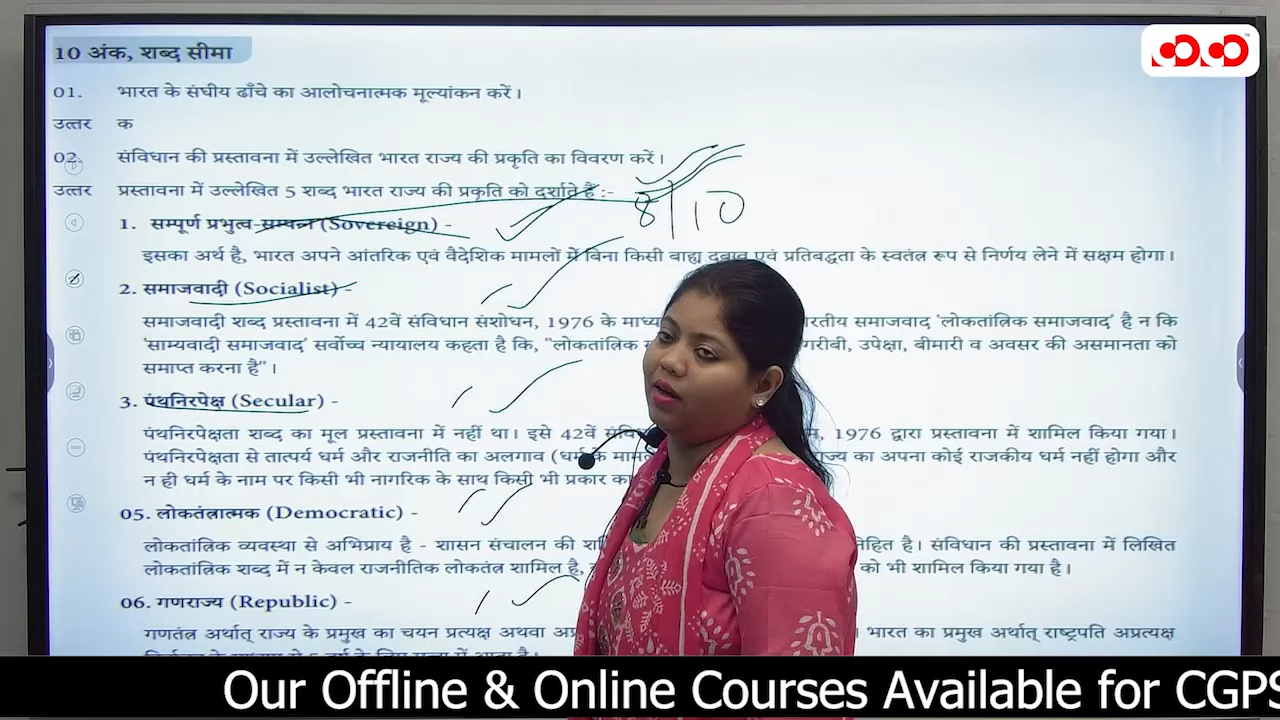 10 अंक, शब्द सीमा
01. भारत के संघीय ढाँचे का आलोचनात्मक मूल्यांकन करें।
उत्तर क
02. संविधान की प्रस्तावना में उल्लेखित भारत राज्य की प्रकृति का विवरण करें।
उत्तर प्रस्तावना में उल्लेखित 5 शब्द भारत राज्य की प्रकृति को दर्शाते हैं :-
8/10
1. सम्पूर्ण प्रभुत्व-सम्पन्न (Sovereign) -
इसका अर्थ है, भारत अपने आंतरिक एवं वैदेशिक मामलों में बिना किसी बाह्य दबाव एवं प्रतिबद्धता के स्वतंत्र रूप से निर्णय लेने में सक्षम होगा।
2. समाजवादी (Socialist) -
समाजवादी शब्द प्रस्तावना में 42वें संविधान संशोधन, 1976 के समाजवाद 'लोकतांत्रिक समाजवाद' है न कि
'साम्यवादी समाजवाद' सर्वोच्च न्यायालय कहता है कि, "लोकतांत्रिक गरीबी, उपेक्षा, बीमारी व अवसर की असमानता को
समाप्त करना है"।
3. पंथनिरपेक्ष (Secular) -
पंथनिरपेक्षता शब्द का मूल प्रस्तावना में नहीं था। इसे 42वें , 1976 द्वारा प्रस्तावना में शामिल किया गया।
पंथनिरपेक्षता से तात्पर्य धर्म और राजनीति का अलगाव ( का अपना कोई राजकीय धर्म नहीं होगा और
न ही धर्म के नाम पर किसी भी नागरिक के साथ किसी भी प्रकार
05. लोकतंत्रात्मक (Democratic) -
लोकतांत्रिक व्यवस्था से अभिप्राय है - शासन संचालन की है। संविधान की प्रस्तावना में लिखित
लोकतांत्रिक शब्द में न केवल राजनीतिक लोकतंत्र शामिल है, को भी शामिल किया गया है।
06. गणराज्य (Republic) -
गणतंत्र अर्थात् राज्य के प्रमुख का चयन प्रत्यक्ष अथवा । भारत का प्रमुख अर्थात् राष्ट्रपति अप्रत्यक्ष
Our Offline & Online Courses Available for CGPS